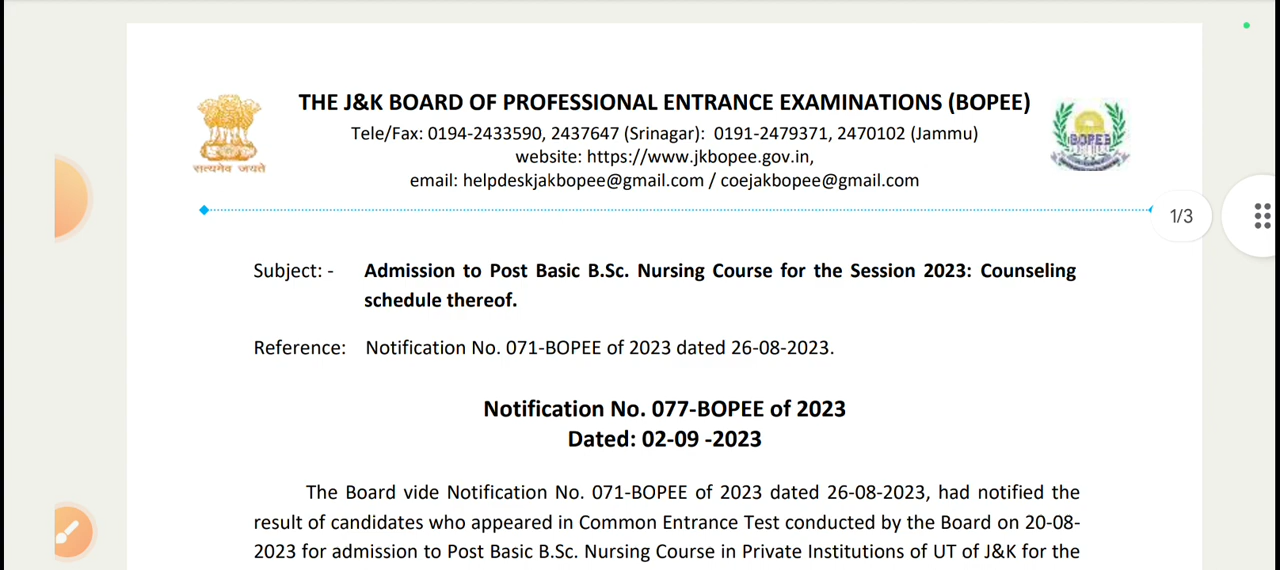 THE J&K BOARD OF PROFESSIONAL ENTRANCE EXAMINATIONS (BOPEE)
Tele/Fax: 0194-2433590, 2437647 (Srinagar): 0191-2479371, 2470102 (Jammu)
website: https://www.jkbopee.gov.in,
email: helpdeskjakbopee@gmail.com / coejakbopee@gmail.com
सत्यमेव जयते
BOPEE
1/3
Subject: - Admission to Post Basic B.Sc. Nursing Course for the Session 2023: Counseling
schedule thereof.
Reference: Notification No. 071-BOPEE of 2023 dated 26-08-2023.
Notification No. 077-BOPEE of 2023
Dated: 02-09 -2023
The Board vide Notification No. 071-BOPEE of 2023 dated 26-08-2023, had notified the
result of candidates who appeared in Common Entrance Test conducted by the Board on 20-08-
2023 for admission to Post Basic B.Sc. Nursing Course in Private Institutions of UT of J&K for the